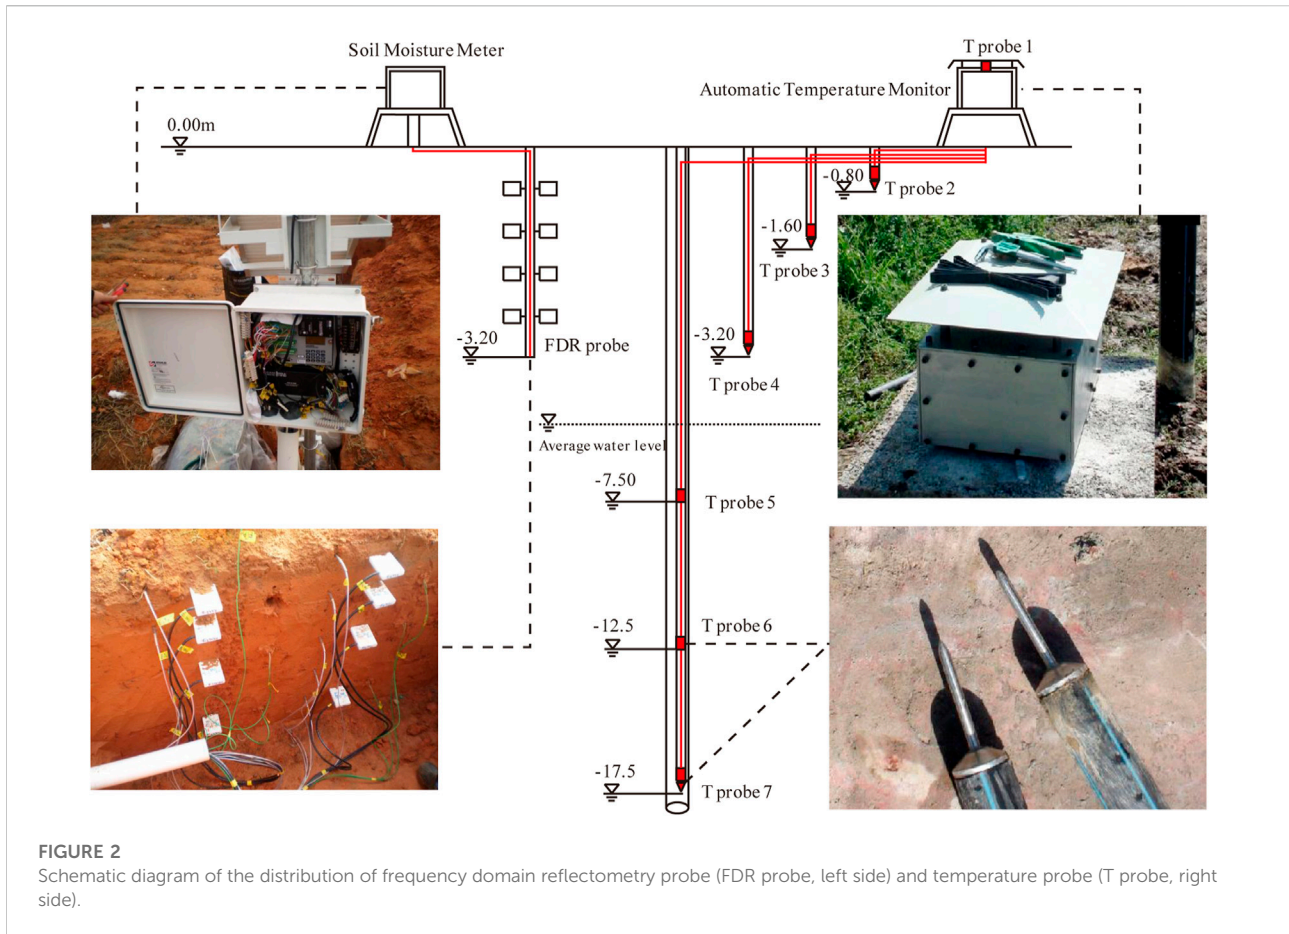 Soil Moisture Meter
T probe 1
Automatic Temperature Monitor
0.00m
-0.80
T probe 2
-1.60
T probe 3
-3.20
FDR probe
-3.20
T probe 4
Average water level
-7.50
T probe 5
-12.5
T probe 6
-17.5
T probe 7
FIGURE 2
Schematic diagram of the distribution of frequency domain reflectometry probe (FDR probe, left side) and temperature probe (T probe, right
side).